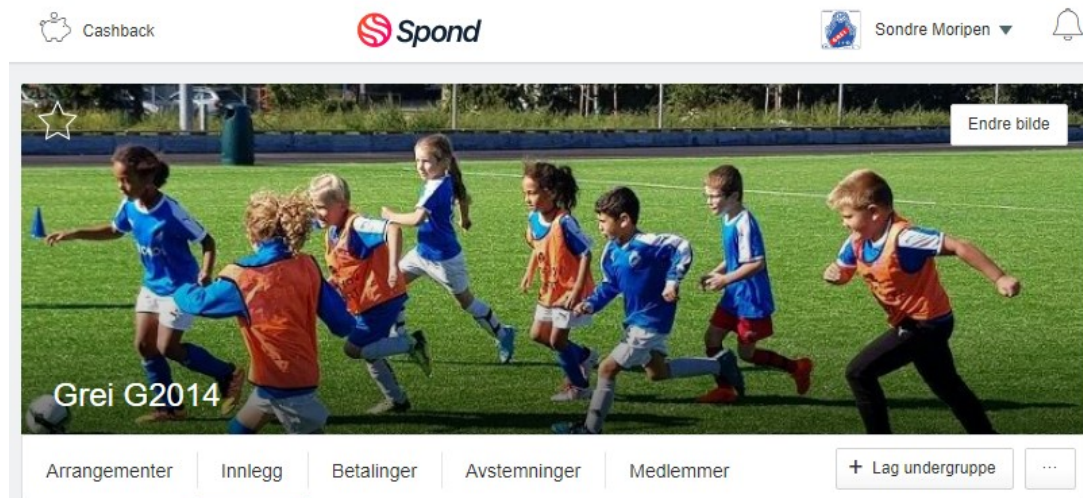 Cashback
Spond
Sondre Moripen
Endre bilde
Grei G2014
Arrangementer
Innlegg
Betalinger
Avstemninger
Medlemmer
+ Lag undergruppe
...